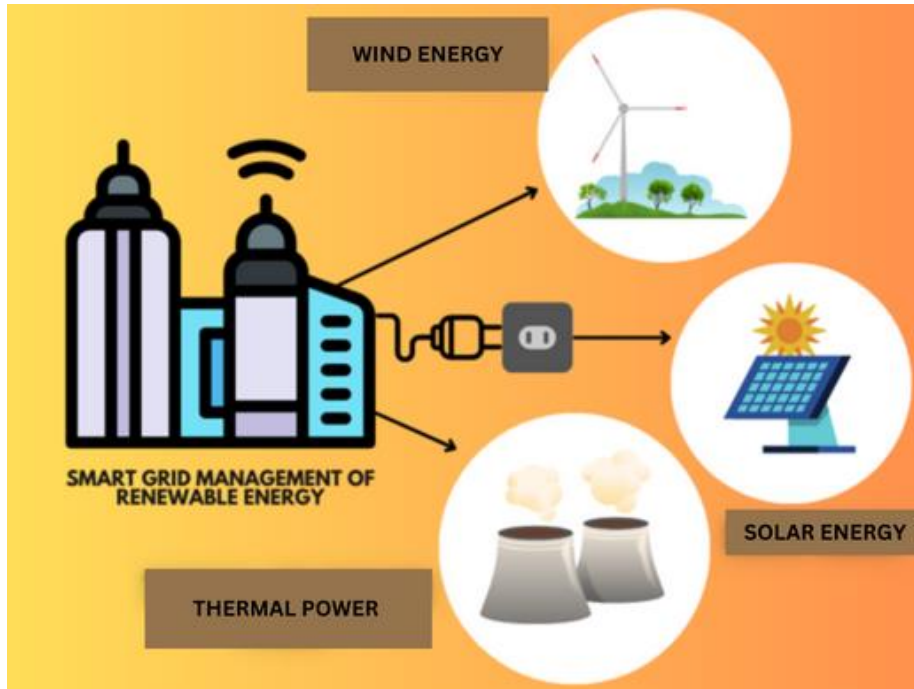 WIND ENERGY
SMART GRID MANAGEMENT OF
RENEWABLE ENERGY
SOLAR ENERGY
THERMAL POWER